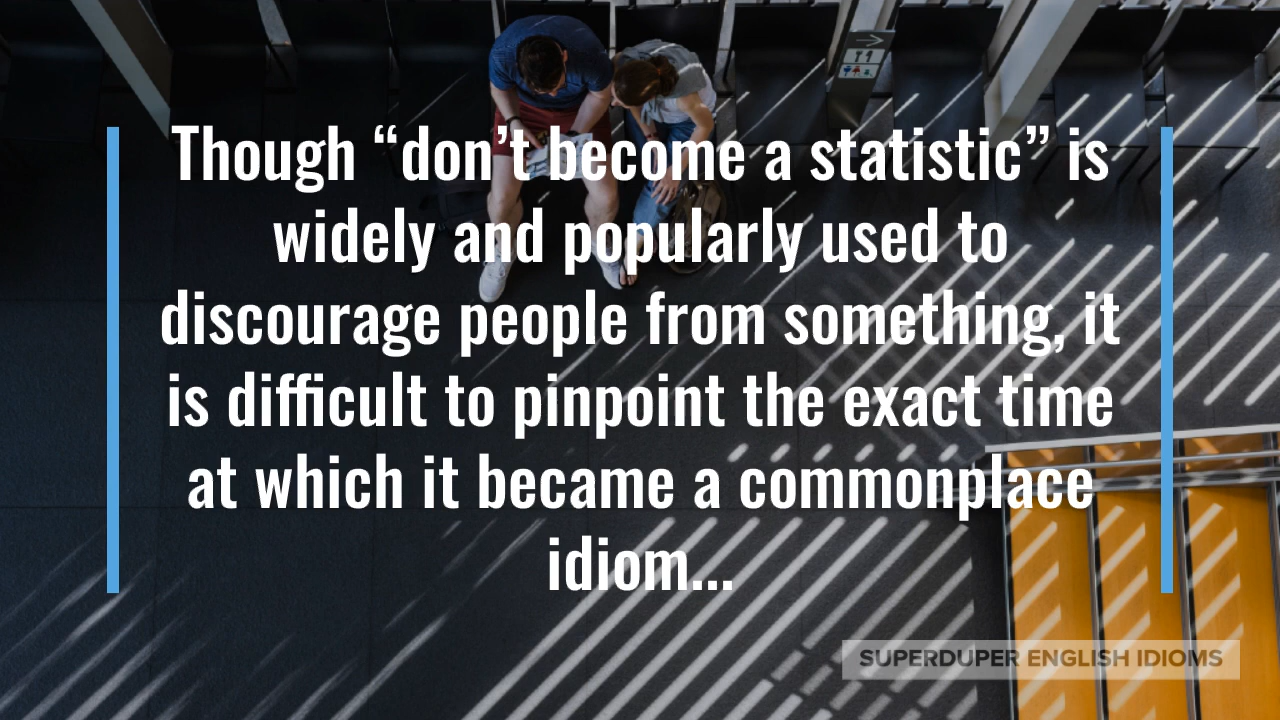 Though “don’t become a statistic” is
widely and popularly used to
discourage people from something, it
is difficult to pinpoint the exact time
at which it became a commonplace
idiom...
SUPERDUPER ENGLISH IDIOMS